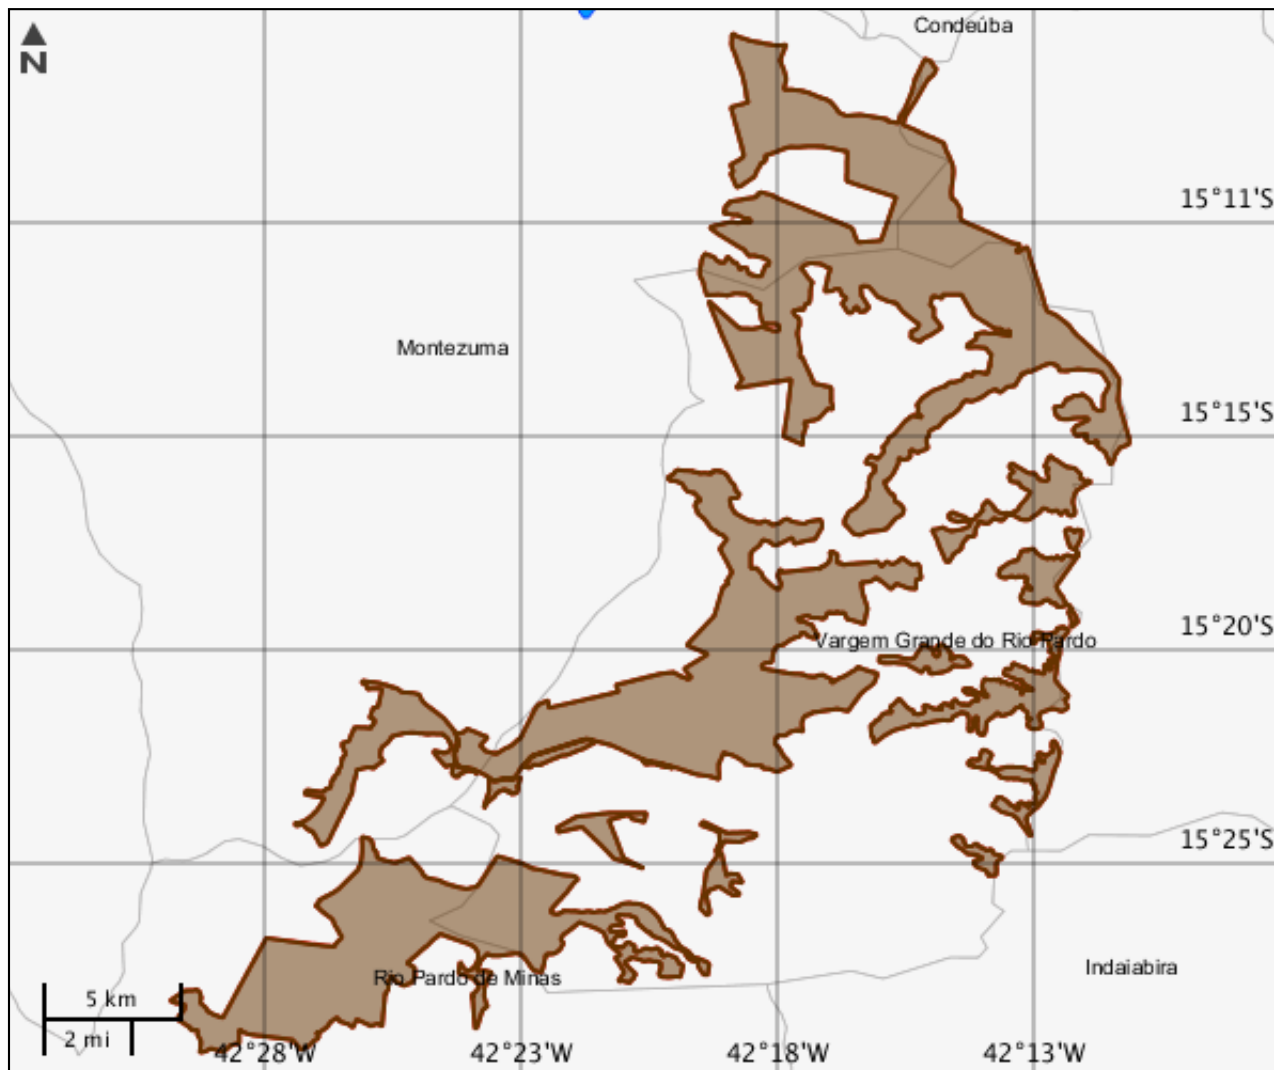 Condeúba
N
15°11'S
Montezuma
15°15'S
15°20'S
Vargem Grande do Rio Pardo
15°25'S
Indaiabira
Rio Pardo de Minas
5 km
2 mi
42°28'W
42°23'W
42°18'W
42°13'W